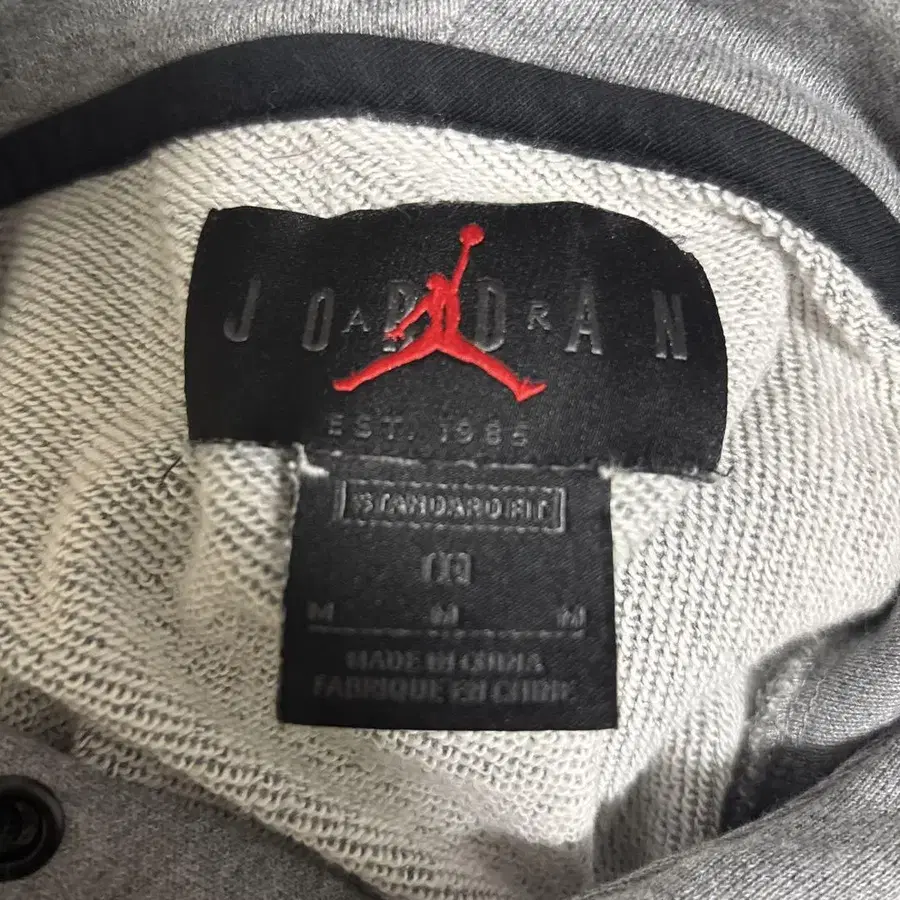 JORDAN
AIR
EST. 1985
STANDARD FIT
M M M
MADE IN CHINA
FABRIQUE EN CHINE